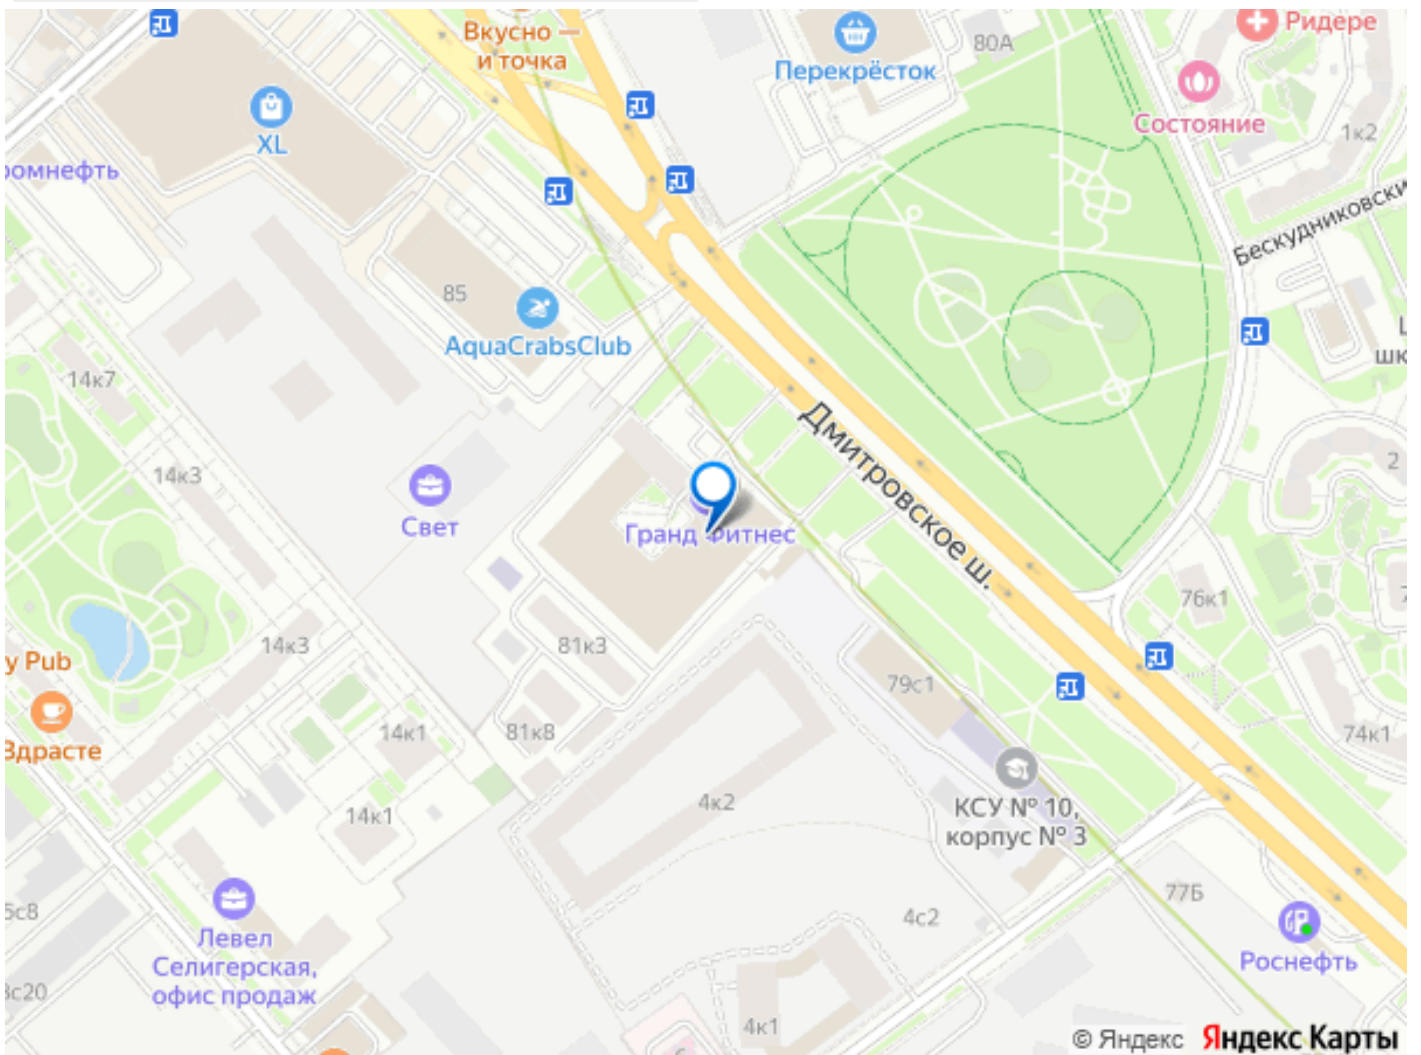 Вкусно —
и точка
80А
Ридере
Перекрёсток
Состояние
1к2
XL
омнефть
Бескудниковски
85
AquaCrabsClub
14к7
шк
Дмитровское ш.
14к3
2
Свет
Гранд Фитнес
76к1
14к3
81к3
y Pub
79с1
Здрасте
14к1
81к8
74к1
4к2
14к1
КСУ № 10,
корпус № 3
77Б
4с2
Левел
Селигерская,
офис продаж
Роснефть
4к1
© Яндекс Яндекс Карты